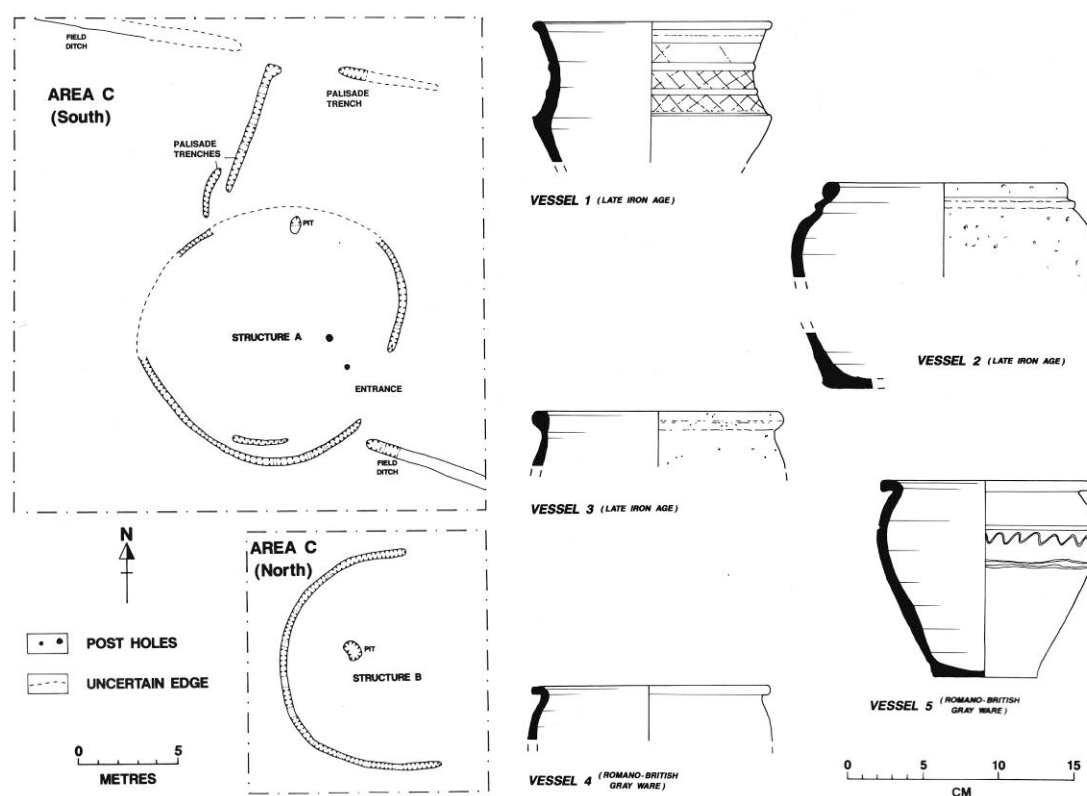 FIELD
DITCH
AREA C
(South)
PALISADE
TRENCH
PALISADE
TRENCHES
PIT
STRUCTURE A
ENTRANCE
FIELD
DITCH
N
POST HOLES
UNCERTAIN EDGE
0 5
METRES
AREA C
(North)
PIT
STRUCTURE B
VESSEL 1 (LATE IRON AGE)
VESSEL 2 (LATE IRON AGE)
VESSEL 3 (LATE IRON AGE)
VESSEL 4 (ROMANO-BRITISH
GRAY WARE)
VESSEL 5 (ROMANO-BRITISH
GRAY WARE)
0 5 10 15
CM